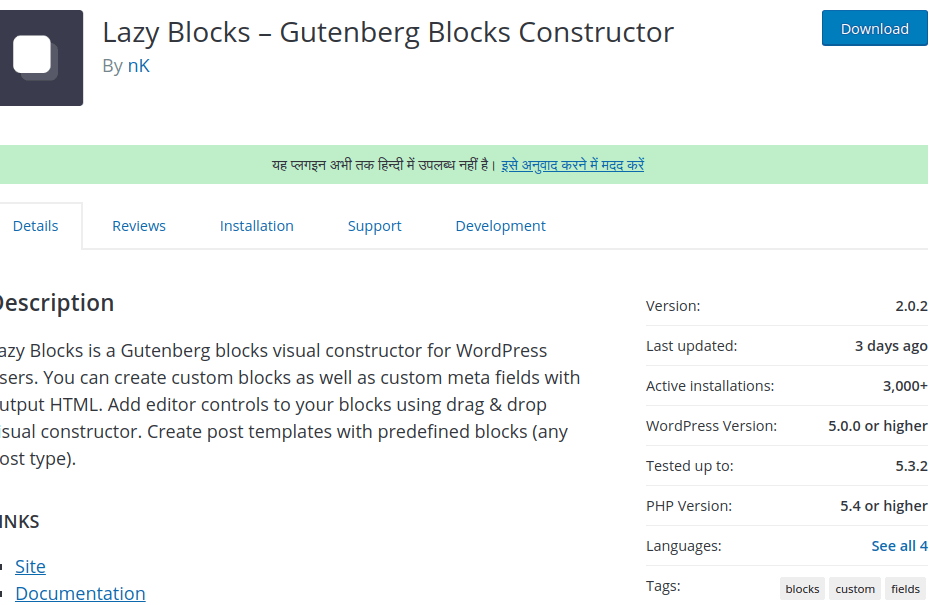 Lazy Blocks – Gutenberg Blocks Constructor
Download
By nK
यह प्लगइन अभी तक हिन्दी में उपलब्ध नहीं है। इसे अनुवाद करने में मदद करें
Details
Reviews
Installation
Support
Development
Description
azy Blocks is a Gutenberg blocks visual constructor for WordPress
sers. You can create custom blocks as well as custom meta fields with
utput HTML. Add editor controls to your blocks using drag & drop
isual constructor. Create post templates with predefined blocks (any
ost type).
INKS
Site
Documentation
Version: 2.0.2
Last updated: 3 days ago
Active installations: 3,000+
WordPress Version: 5.0.0 or higher
Tested up to: 5.3.2
PHP Version: 5.4 or higher
Languages: See all 4
Tags: blocks custom fields